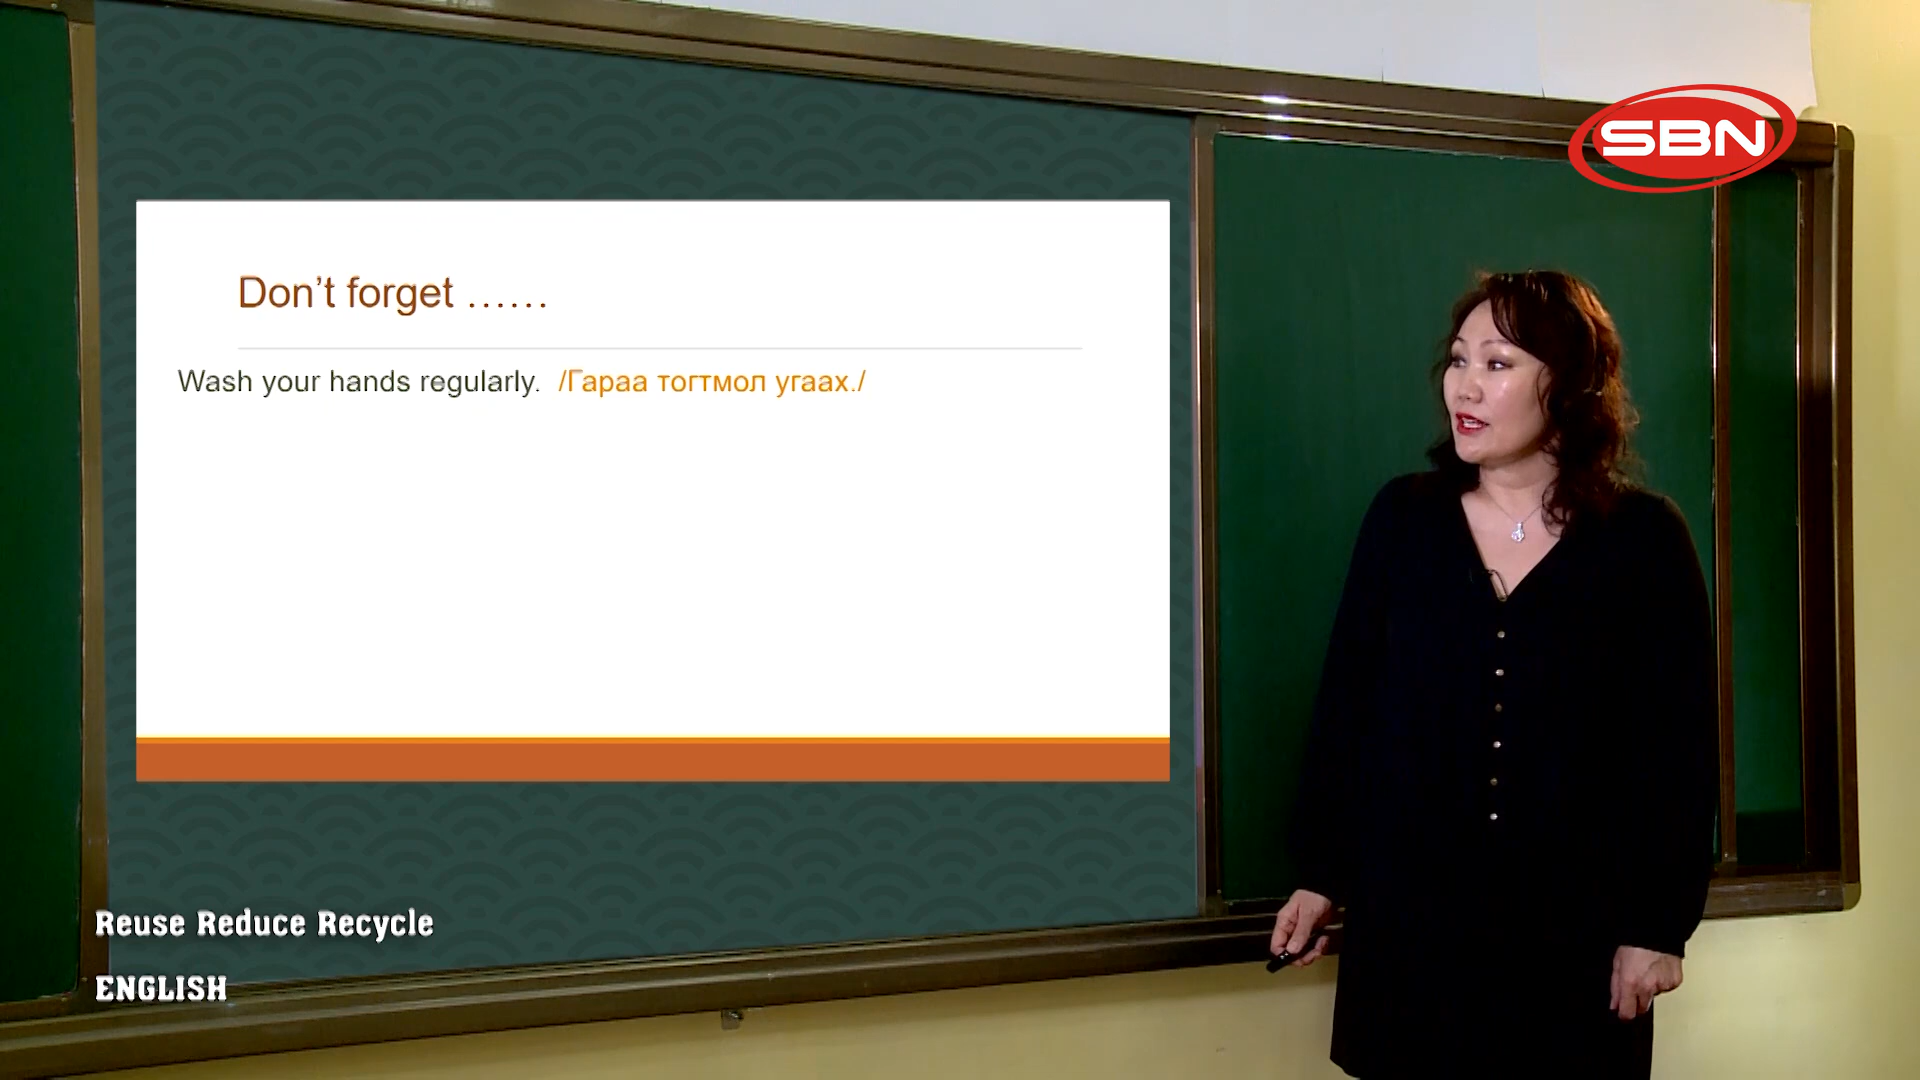 SBN
Don't forget ......
Wash your hands regularly. /Гараа тогтмол угаах./
Reuse Reduce Recycle
ENGLISH